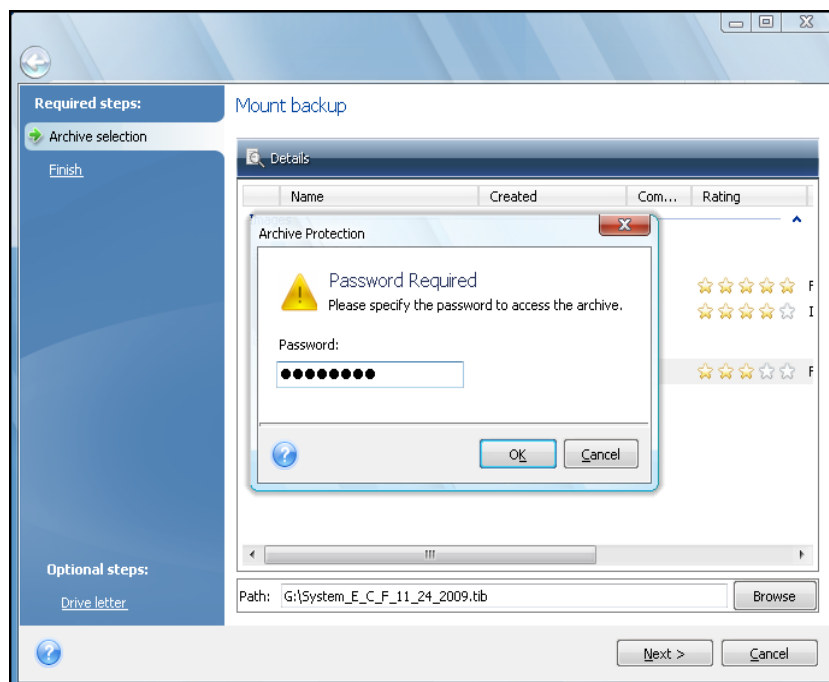 Required steps:
Archive selection
Finish
Optional steps:
Drive letter
Mount backup
Details
Name Created Com... Rating
Archive Protection
Password Required
Please specify the password to access the archive.
Password:
OK Cancel
F
I
F
Path: G:\System_E_C_F_11_24_2009.tib Browse
Next > Cancel